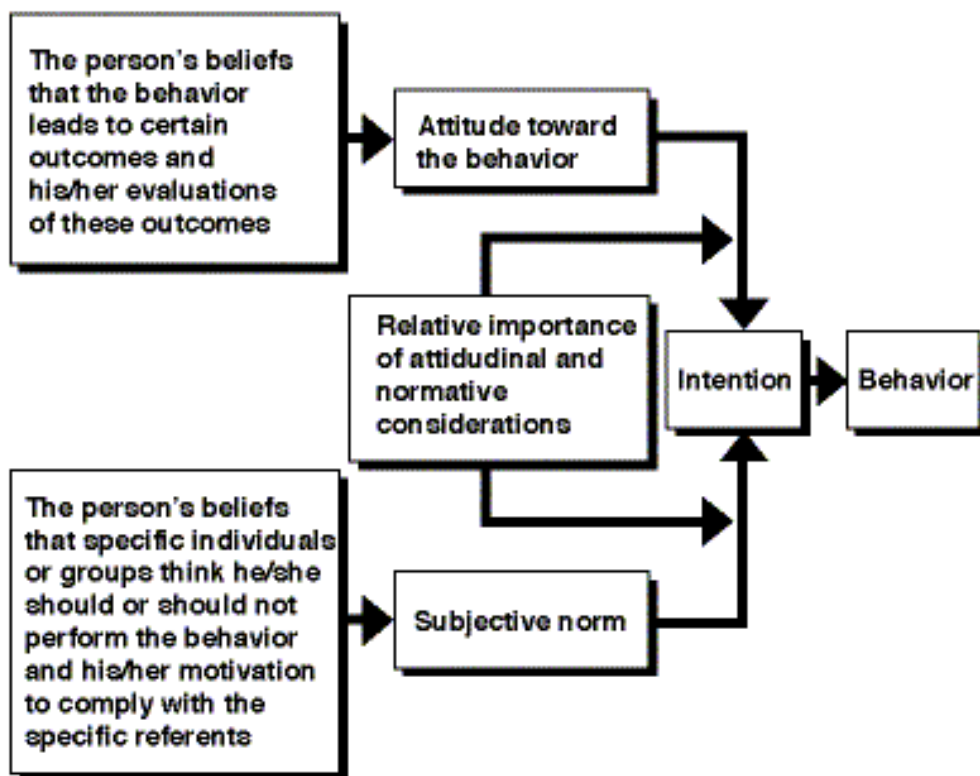 The person's beliefs
that the behavior
leads to certain
outcomes and
his/her evaluations
of these outcomes
Attitude toward
the behavior
Relative importance
of attidudinal and
normative
considerations
Intention
Behavior
The person's beliefs
that specific individuals
or groups think he/she
should or should not
perform the behavior
and his/her motivation
to comply with the
specific referents
Subjective norm